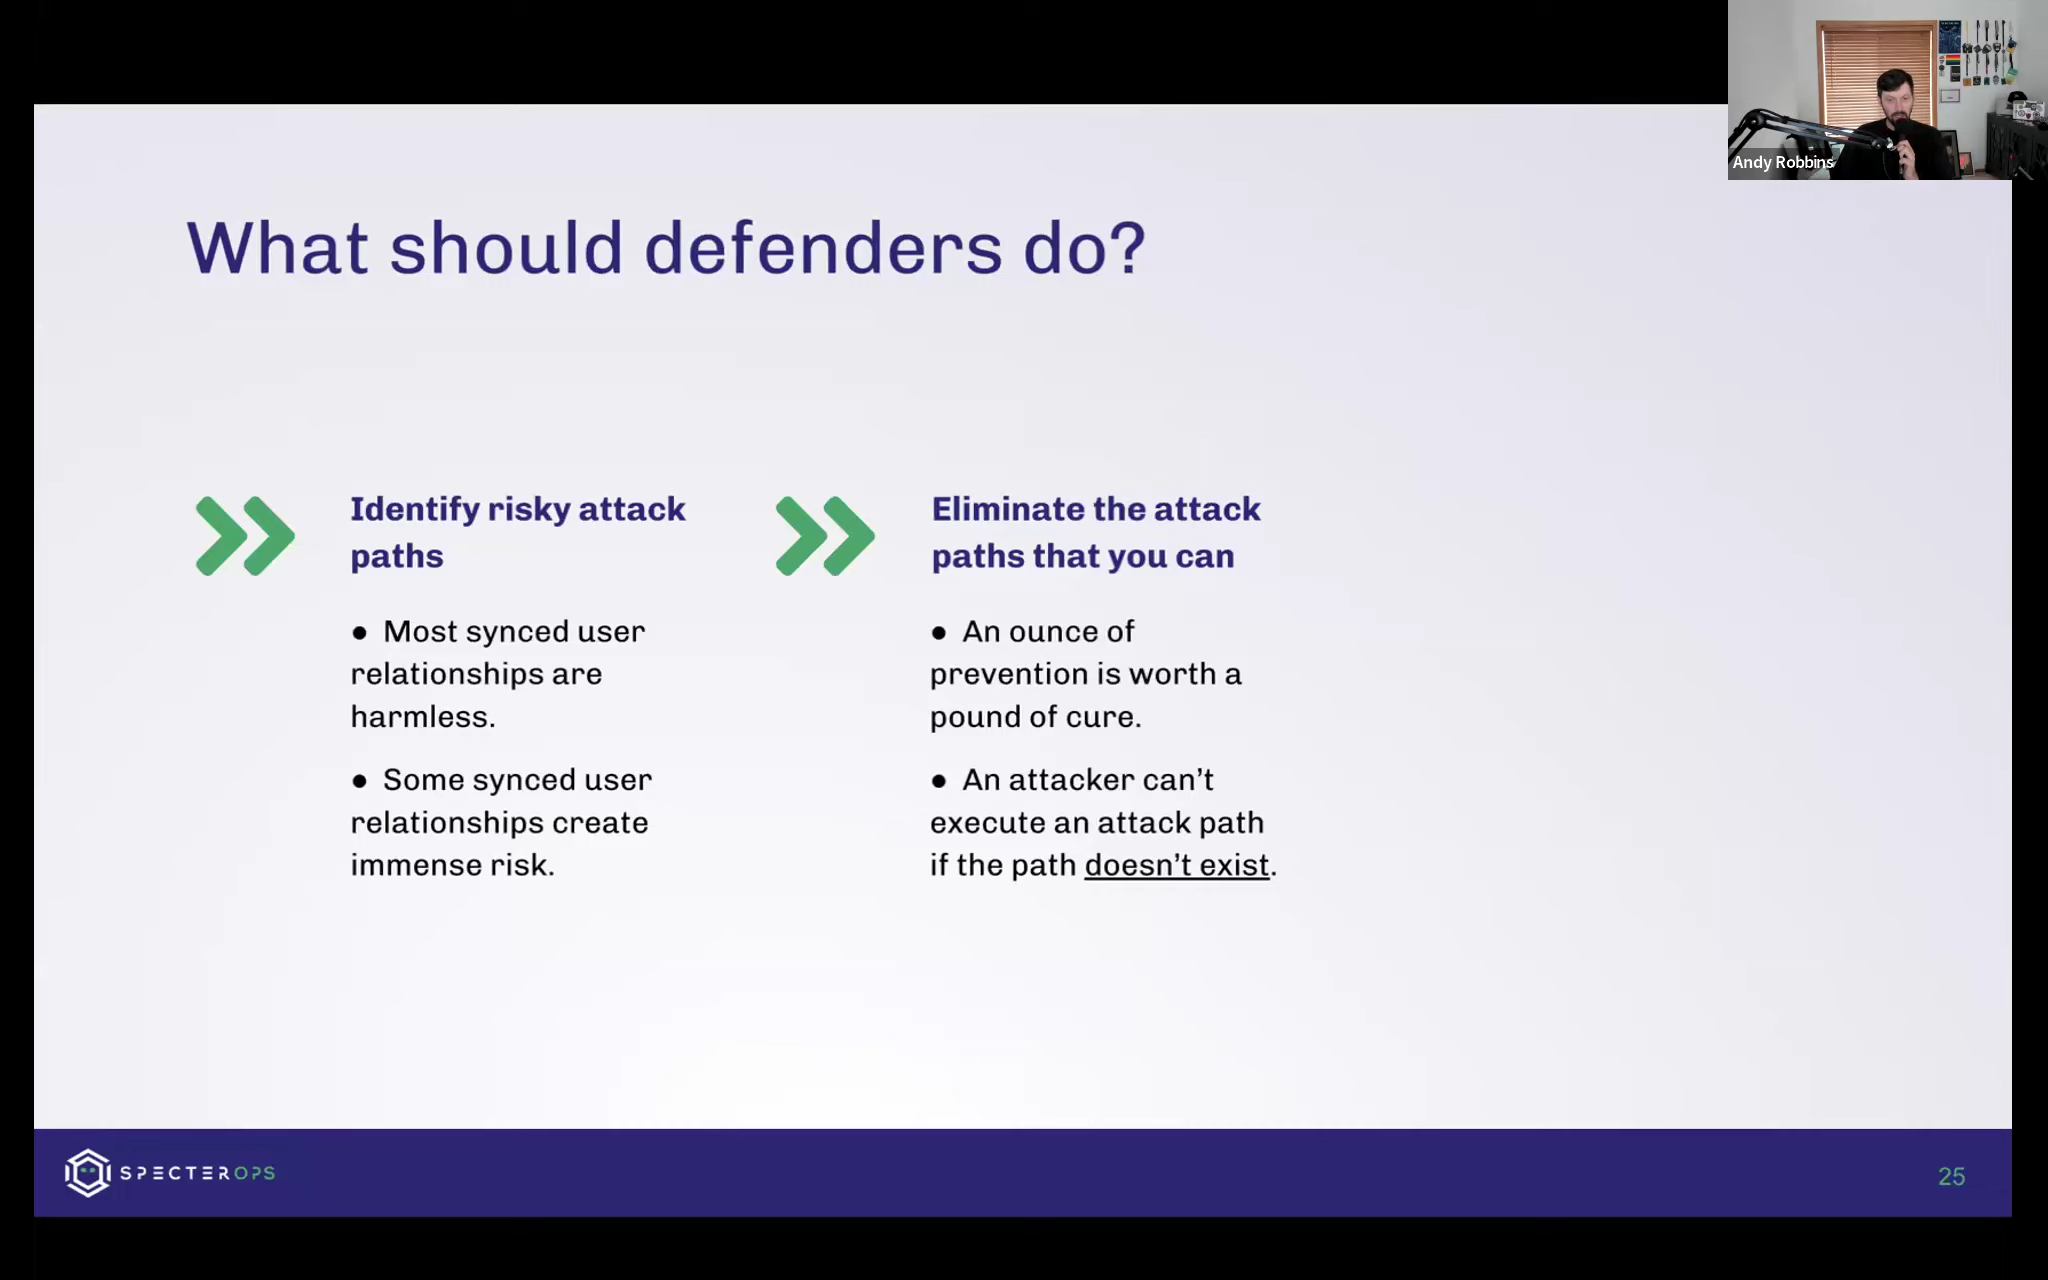 Andy Robbins
What should defenders do?
Identify risky attack
paths
● Most synced user
relationships are
harmless.
● Some synced user
relationships create
immense risk.
Eliminate the attack
paths that you can
● An ounce of
prevention is worth a
pound of cure.
● An attacker can’t
execute an attack path
if the path doesn’t exist.
SPECTEROPS
25